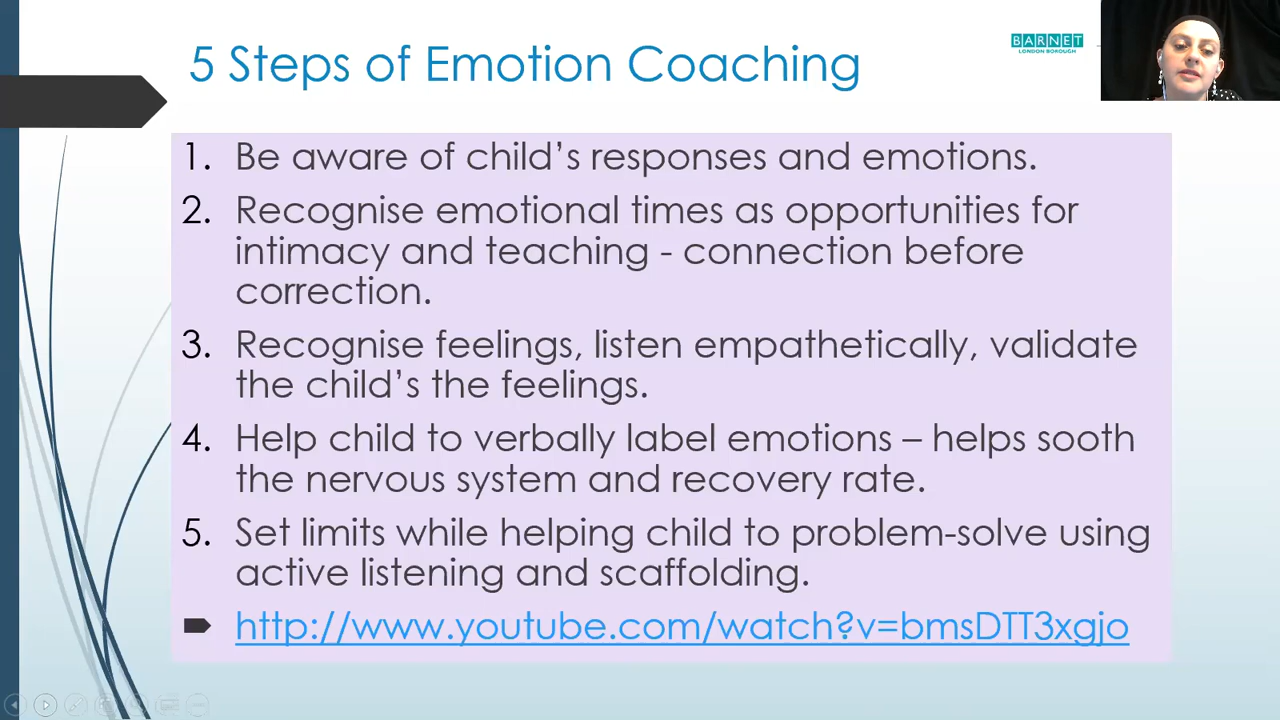 5 Steps of Emotion Coaching
BARNET
LONDON BOROUGH
1. Be aware of child's responses and emotions.
2. Recognise emotional times as opportunities for
intimacy and teaching - connection before
correction.
3. Recognise feelings, listen empathetically, validate
the child's the feelings.
4. Help child to verbally label emotions – helps sooth
the nervous system and recovery rate.
5. Set limits while helping child to problem-solve using
active listening and scaffolding.
http://www.youtube.com/watch?v=bmsDTT3xgjo